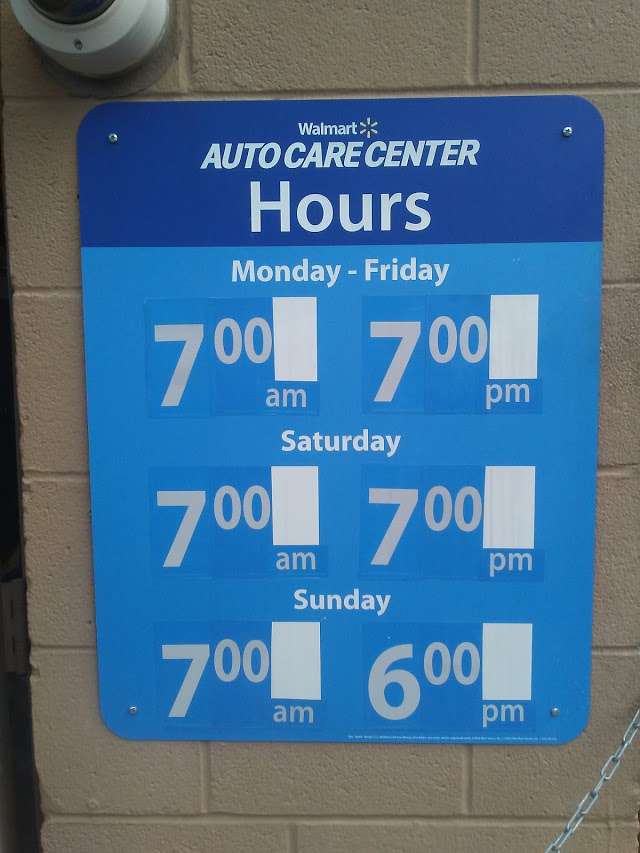 Walmart
AUTO CARE CENTER
Hours
Monday - Friday
7 00 am 7 00 pm
Saturday
7 00 am 7 00 pm
Sunday
7 00 am 6 00 pm